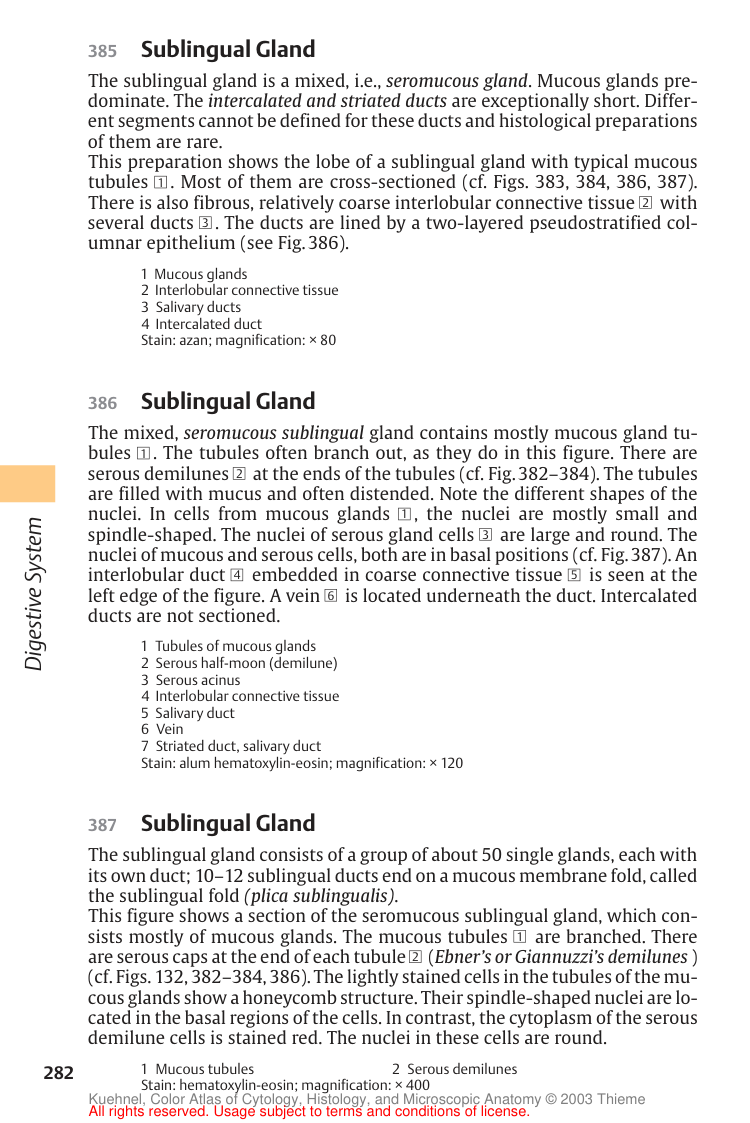 385 Sublingual Gland
The sublingual gland is a mixed, i.e., seromucous gland. Mucous glands pre-
dominate. The intercalated and striated ducts are exceptionally short. Differ-
ent segments cannot be defined for these ducts and histological preparations
of them are rare.
This preparation shows the lobe of a sublingual gland with typical mucous
tubules 1. Most of them are cross-sectioned (cf. Figs. 383, 384, 386, 387).
There is also fibrous, relatively coarse interlobular connective tissue 2 with
several ducts 3. The ducts are lined by a two-layered pseudostratified col-
umnar epithelium (see Fig. 386).
1 Mucous glands
2 Interlobular connective tissue
3 Salivary ducts
4 Intercalated duct
Stain: azan; magnification: × 80
386 Sublingual Gland
The mixed, seromucous sublingual gland contains mostly mucous gland tu-
bules 1. The tubules often branch out, as they do in this figure. There are
serous demilunes 2 at the ends of the tubules (cf. Fig. 382–384). The tubules
are filled with mucus and often distended. Note the different shapes of the
nuclei. In cells from mucous glands 1, the nuclei are mostly small and
spindle-shaped. The nuclei of serous gland cells 3 are large and round. The
nuclei of mucous and serous cells, both are in basal positions (cf. Fig. 387). An
interlobular duct 4 embedded in coarse connective tissue 5 is seen at the
left edge of the figure. A vein 6 is located underneath the duct. Intercalated
ducts are not sectioned.
1 Tubules of mucous glands
2 Serous half-moon (demilune)
3 Serous acinus
4 Interlobular connective tissue
5 Salivary duct
6 Vein
7 Striated duct, salivary duct
Stain: alum hematoxylin-eosin; magnification: × 120
Digestive System
387 Sublingual Gland
The sublingual gland consists of a group of about 50 single glands, each with
its own duct; 10–12 sublingual ducts end on a mucous membrane fold, called
the sublingual fold (plica sublingualis).
This figure shows a section of the seromucous sublingual gland, which con-
sists mostly of mucous glands. The mucous tubules 1 are branched. There
are serous caps at the end of each tubule 2 (Ebner’s or Giannuzzi’s demilunes )
(cf. Figs. 132, 382–384, 386). The lightly stained cells in the tubules of the mu-
cous glands show a honeycomb structure. Their spindle-shaped nuclei are lo-
cated in the basal regions of the cells. In contrast, the cytoplasm of the serous
demilune cells is stained red. The nuclei in these cells are round.
1 Mucous tubules 2 Serous demilunes
Stain: hematoxylin-eosin; magnification: × 400
282
Kuehnel, Color Atlas of Cytology, Histology, and Microscopic Anatomy © 2003 Thieme
All rights reserved. Usage subject to terms and conditions of license.